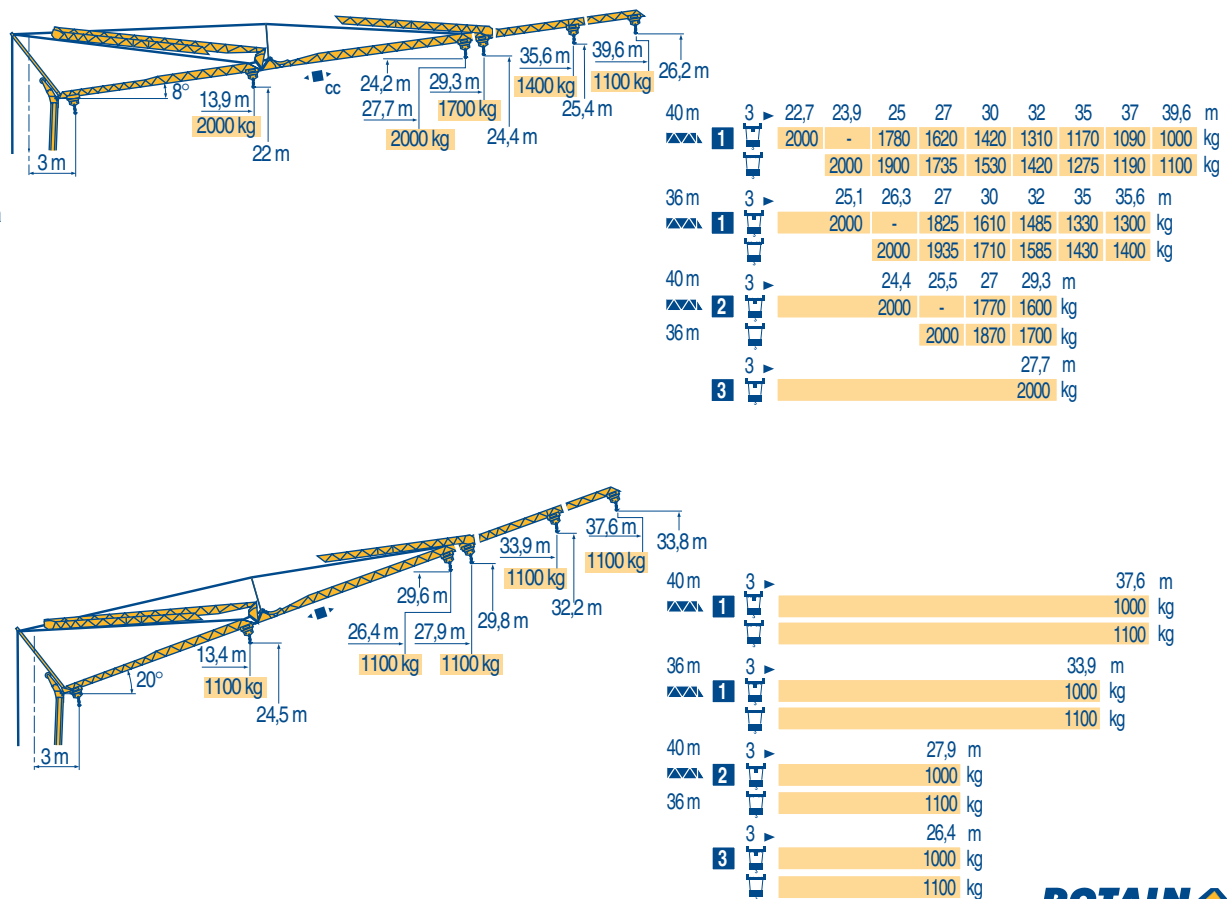 8°
13,9 m
2000 kg
22 m
3 m
cc
24,2 m
27,7 m
2000 kg
29,3 m
1700 kg
24,4 m
35,6 m
1400 kg
25,4 m
39,6 m
1100 kg
26,2 m
40 m 3 ► 22,7 23,9 25 27 30 32 35 37 39,6 m
1 2000 - 1780 1620 1420 1310 1170 1090 1000 kg
2000 1900 1735 1530 1420 1275 1190 1100 kg
36 m 3 ► 25,1 26,3 27 30 32 35 35,6 m
1 2000 - 1825 1610 1485 1330 1300 kg
2000 1935 1710 1585 1430 1400 kg
40 m 3 ► 24,4 25,5 27 29,3 m
2 2000 - 1770 1600 kg
36 m 2000 1870 1700 kg
3 ► 27,7 m
3 2000 kg
20°
13,4 m
1100 kg
24,5 m
3 m
29,6 m
26,4 m
1100 kg
27,9 m
1100 kg
29,8 m
33,9 m
1100 kg
32,2 m
37,6 m
1100 kg
33,8 m
40 m 3 ► 37,6 m
1 1000 kg
1100 kg
36 m 3 ► 33,9 m
1 1000 kg
1100 kg
40 m 3 ► 27,9 m
2 1000 kg
36 m 1100 kg
3 ► 26,4 m
3 1000 kg
1100 kg
POTAIN